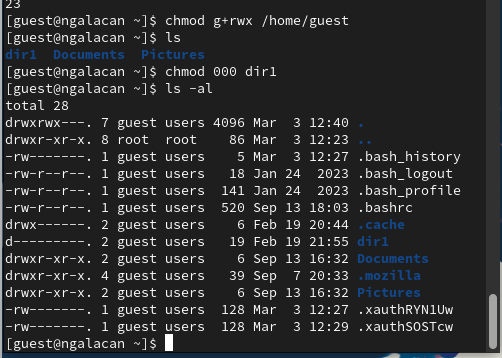 23
[guest@ngalacan ~]$ chmod g+rwx /home/guest
[guest@ngalacan ~]$ ls
dir1  Documents  Pictures
[guest@ngalacan ~]$ chmod 000 dir1
[guest@ngalacan ~]$ ls -al
total 28
drwxrwx---. 7 guest users 4096 Mar  3 12:40 .
drwxr-xr-x. 8 root  root    86 Mar  3 12:23 ..
-rw-------. 1 guest users    5 Mar  3 12:27 .bash_history
-rw-r--r--. 1 guest users   18 Jan 24  2023 .bash_logout
-rw-r--r--. 1 guest users  141 Jan 24  2023 .bash_profile
-rw-r--r--. 1 guest users  520 Sep 13 18:03 .bashrc
drwx------. 2 guest users    6 Feb 19 20:44 .cache
d---------. 2 guest users   19 Feb 19 21:55 dir1
drwxr-xr-x. 2 guest users    6 Sep 13 16:32 Documents
drwxr-xr-x. 4 guest users   39 Sep  7 20:33 .mozilla
drwxr-xr-x. 2 guest users    6 Sep 13 16:32 Pictures
-rw-------. 1 guest users  128 Mar  3 12:27 .xauthRYN1Uw
-rw-------. 1 guest users  128 Mar  3 12:29 .xauthSOSTcw
[guest@ngalacan ~]$